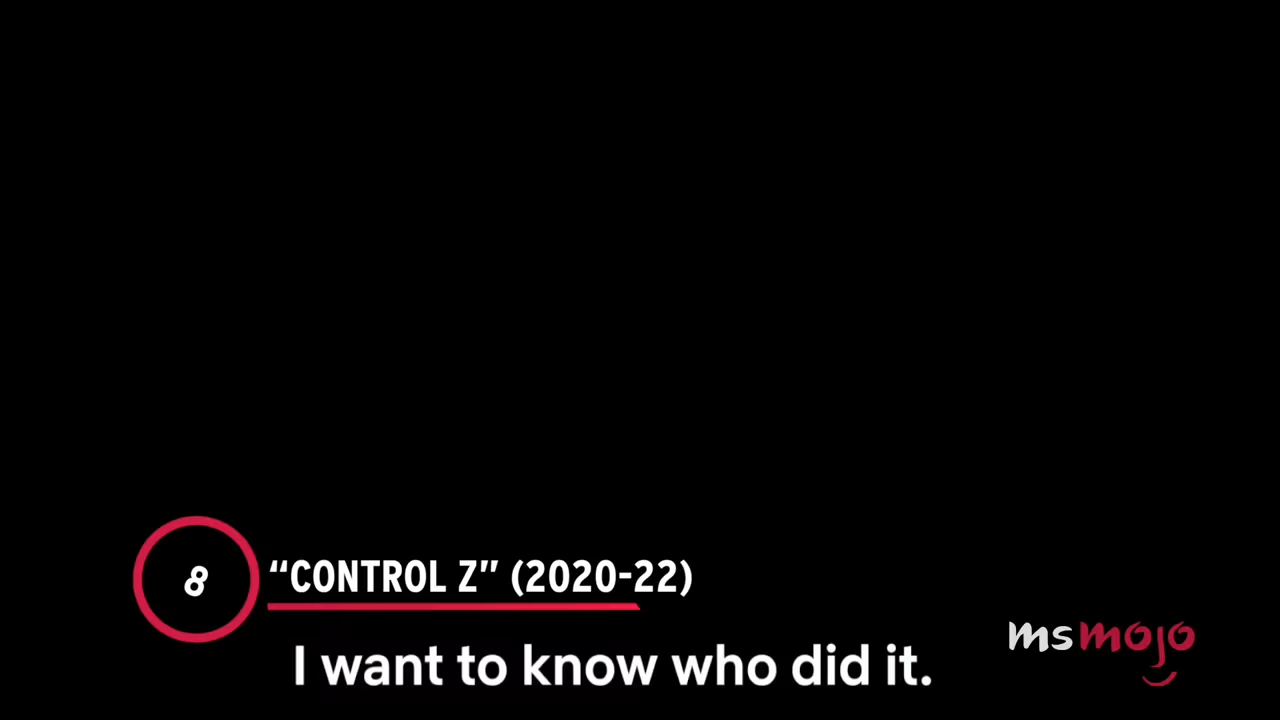 8
“CONTROL Z” (2020-22)
msmojo
I want to know who did it.